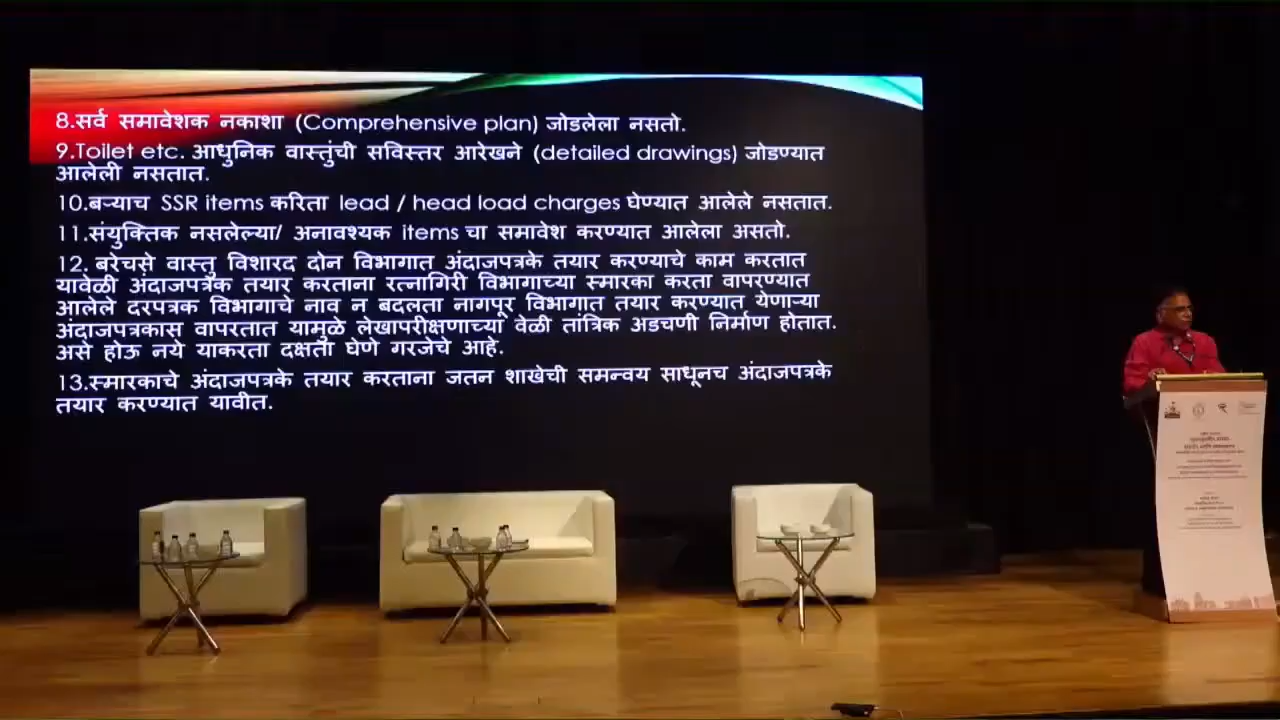 8.सर्व समावेशक नकाशा (Comprehensive plan) जोडलेला नसतो.
9.Toilet etc. आधुनिक वास्तुंची सविस्तर आरेखने (detailed drawings) जोडण्यात
आलेली नसतात.
10.बऱ्याच SSR items करिता lead / head load charges घेण्यात आलेले नसतात.
11.संयुक्तिक नसलेल्या/ अनावश्यक items चा समावेश करण्यात आलेला असतो.
12. बरेचसे वास्तु विशारद दोन विभागात अंदाजपत्रके तयार करण्याचे काम करतात
यावेळी अंदाजपत्रक तयार करताना रत्नागिरी विभागाच्या स्मारका करता वापरण्यात
आलेले दरपत्रक विभागाचे नाव न बदलता नागपूर विभागात तयार करण्यात येणाऱ्या
अंदाजपत्रकास वापरतात यामुळे लेखापरीक्षणाच्या वेळी तांत्रिक अडचणी निर्माण होतात.
असे होऊ नये याकरता दक्षता घेणे गरजेचे आहे.
13.स्मारकाचे अंदाजपत्रके तयार करताना जतन शाखेची समन्वय साधूनच अंदाजपत्रके
तयार करण्यात यावीत.